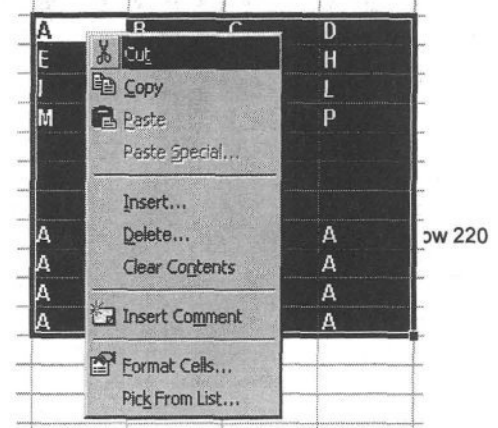 A B C D
E H
I L
M P
A A
A A
A A
A A
Cut
Copy
Paste
Paste Special...
Insert...
Delete...
Clear Contents
Insert Comment
Format Cells...
Pick From List...
ow 220